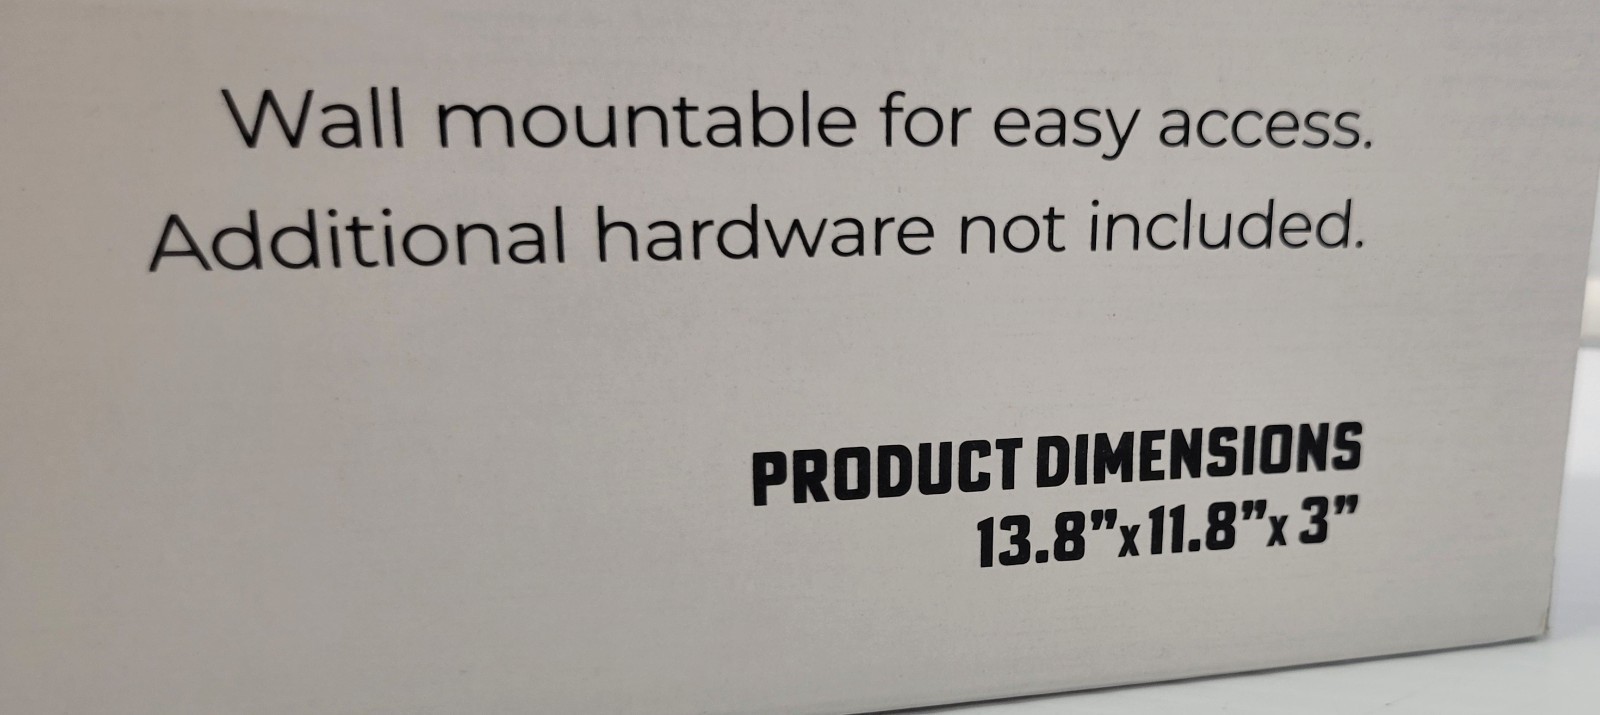 Wall mountable for easy access.
Additional hardware not included.
PRODUCT DIMENSIONS
13.8”x11.8”x 3”